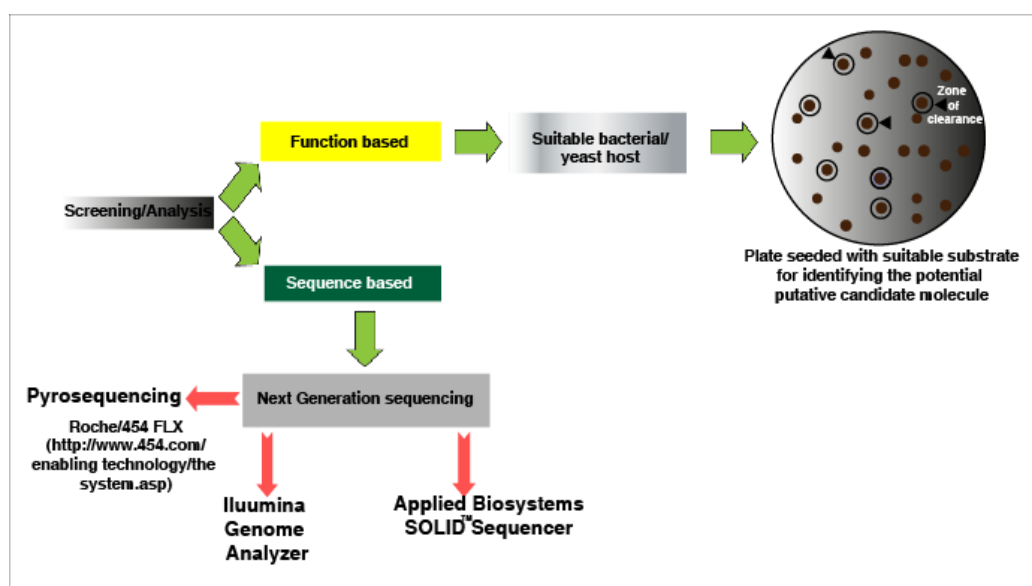 Function based
Suitable bacterial/
yeast host
Zone
of
clearance
Screening/Analysis
Plate seeded with suitable substrate
for identifying the potential
putative candidate molecule
Sequence based
Next Generation sequencing
Pyrosequencing
Roche/454 FLX
(http://www.454.com/
enabling technology/the
system.asp)
Iluumina
Genome
Analyzer
Applied Biosystems
SOLID™Sequencer